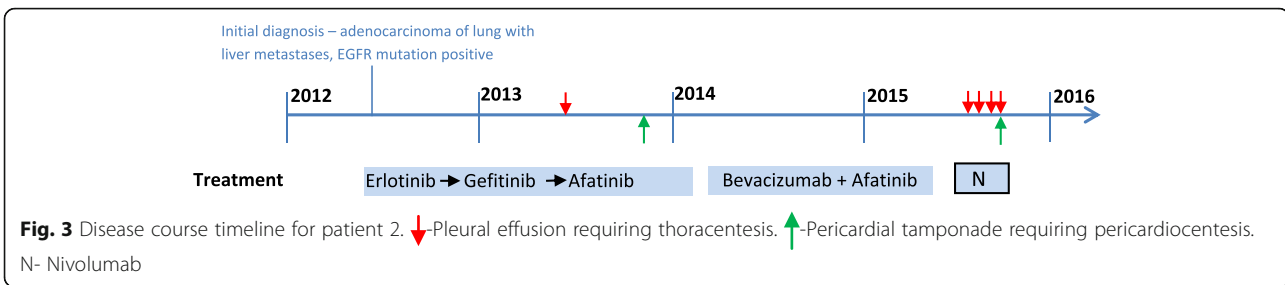 Initial diagnosis – adenocarcinoma of lung with
liver metastases, EGFR mutation positive
2012 2013 2014 2015 2016
Treatment Erlotinib Gefitinib Afatinib Bevacizumab + Afatinib N
Fig. 3 Disease course timeline for patient 2. -Pleural effusion requiring thoracentesis. -Pericardial tamponade requiring pericardiocentesis.
N- Nivolumab